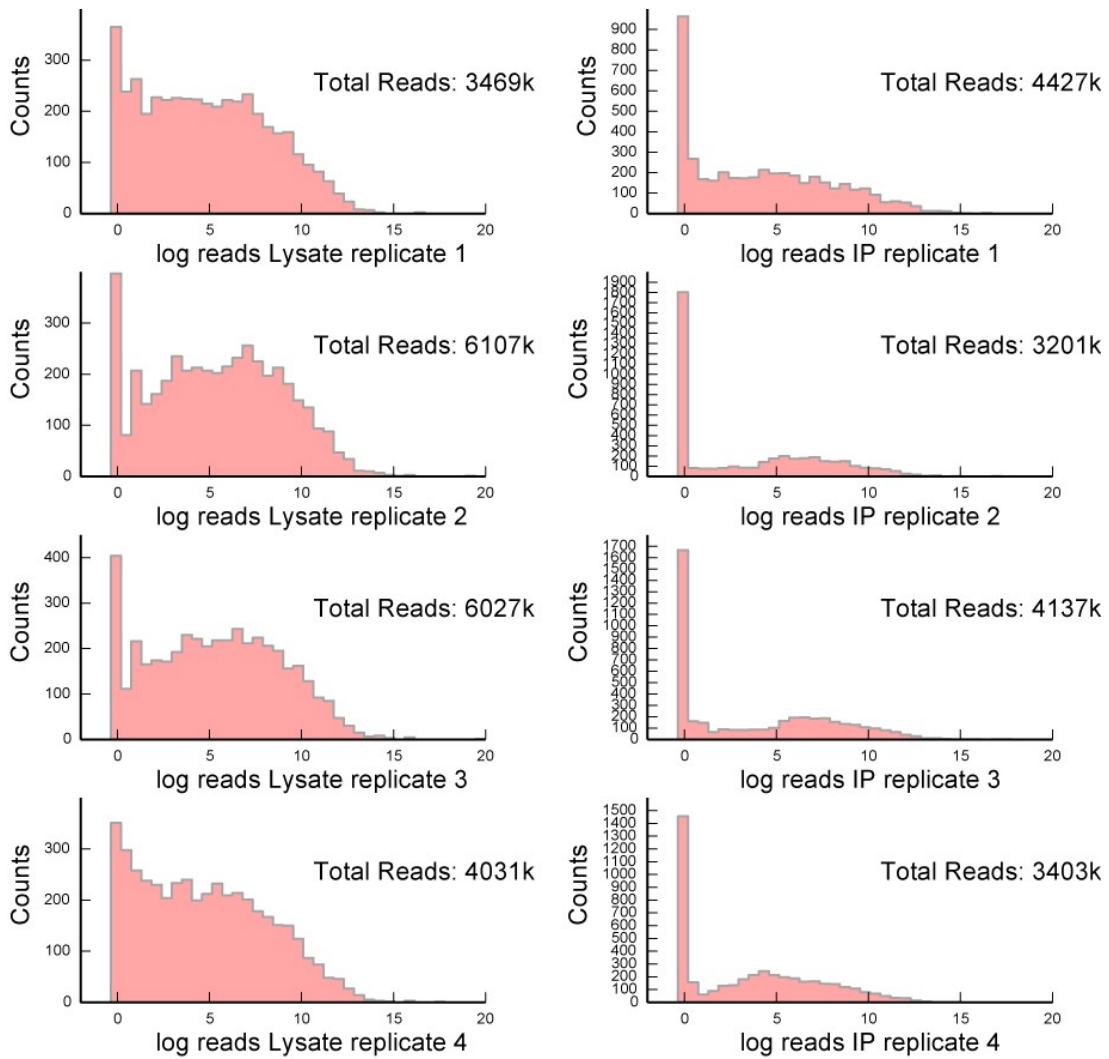 Counts
300
200
100
0
Total Reads: 3469k
0 5 10 15 20
log reads Lysate replicate 1
Counts
900
800
700
600
500
400
300
200
100
0
Total Reads: 4427k
0 5 10 15 20
log reads IP replicate 1
Counts
300
200
100
0
Total Reads: 6107k
0 5 10 15 20
log reads Lysate replicate 2
Counts
1900
1800
1700
1600
1500
1400
1300
1200
1100
1000
900
800
700
600
500
400
300
200
100
0
Total Reads: 3201k
0 5 10 15 20
log reads IP replicate 2
Counts
400
300
200
100
0
Total Reads: 6027k
0 5 10 15 20
log reads Lysate replicate 3
Counts
1700
1600
1500
1400
1300
1200
1100
1000
900
800
700
600
500
400
300
200
100
0
Total Reads: 4137k
0 5 10 15 20
log reads IP replicate 3
Counts
300
200
100
0
Total Reads: 4031k
0 5 10 15 20
log reads Lysate replicate 4
Counts
1500
1400
1300
1200
1100
1000
900
800
700
600
500
400
300
200
100
0
Total Reads: 3403k
0 5 10 15 20
log reads IP replicate 4